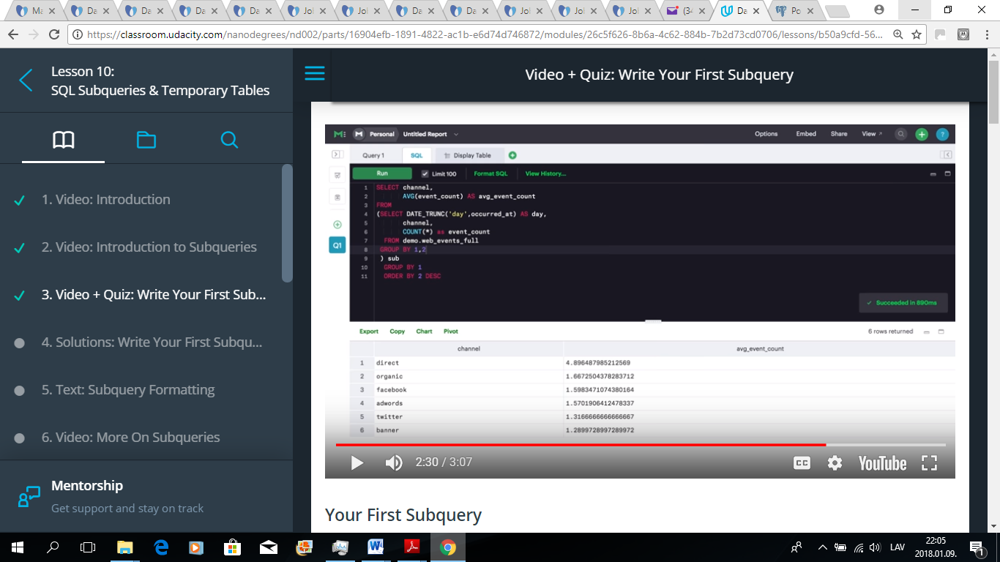 Ma
Da
Da
Da
Da
Jol
Jol
Da
Da
Jol
Jol
Jol
(34
Da
Po
https://classroom.udacity.com/nanodegrees/nd002/parts/16904efb-1891-4822-ac1b-e6d74d746872/modules/26c5f626-8b6a-4c62-884b-7b2d73cd0706/lessons/b50a9cfd-56...
Lesson 10:
SQL Subqueries & Temporary Tables
1. Video: Introduction
2. Video: Introduction to Subqueries
3. Video + Quiz: Write Your First Sub...
4. Solutions: Write Your First Subqu...
5. Text: Subquery Formatting
6. Video: More On Subqueries
Mentorship
Get support and stay on track
Video + Quiz: Write Your First Subquery
Personal Untitled Report
Options Embed Share View
Query 1 SQL Display Table
Run Limit 100 Format SQL View History...
Q1
1 SELECT channel,
2 AVG(event_count) AS avg_event_count
3 FROM
4 (SELECT DATE_TRUNC('day',occurred_at) AS day,
5 channel,
6 COUNT(*) as event_count
7 FROM demo.web_events_full
8 GROUP BY 1,2
9 ) sub
10 GROUP BY 1
11 ORDER BY 2 DESC
Succeeded in 890ms
Export Copy Chart Pivot 6 rows returned
channel avg_event_count
1 direct 4.896487985212569
2 organic 1.6672504378283712
3 facebook 1.5983471074380164
4 adwords 1.5701906412478337
5 twitter 1.3166666666666667
6 banner 1.2899728997289972
2:30 / 3:07 CC YouTube
Your First Subquery
LAV
22:05
2018.01.09.
1